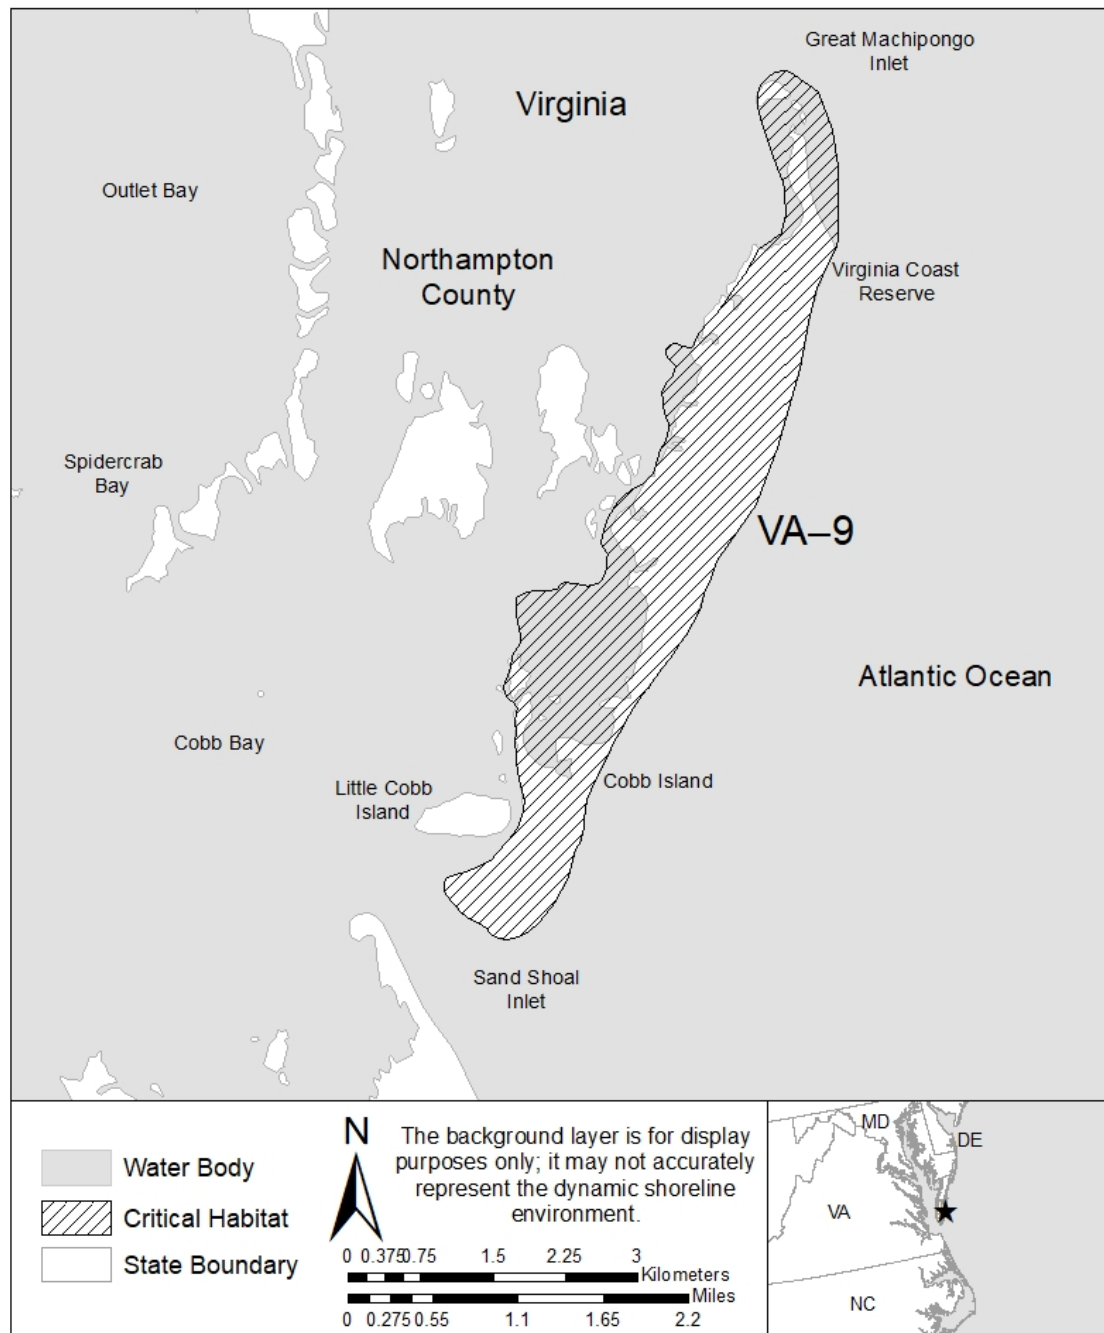 Great Machipongo
Inlet
Virginia
Outlet Bay
Northampton
County
Virginia Coast
Reserve
Spidercrab
Bay
VA–9
Atlantic Ocean
Cobb Bay
Little Cobb
Island
Cobb Island
Sand Shoal
Inlet
Water Body
Critical Habitat
State Boundary
N
The background layer is for display
purposes only; it may not accurately
represent the dynamic shoreline
environment.
0 0.375 0.75 1.5 2.25 3
Kilometers
Miles
0 0.275 0.55 1.1 1.65 2.2
MD
DE
VA
NC